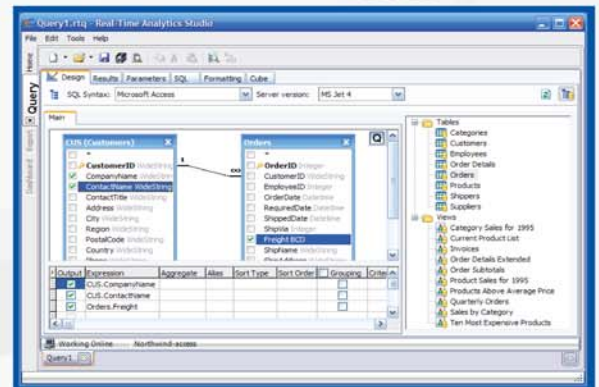 Query1.rtq - Real-Time Analytics Studio
File Edit Tools Help
Home
Query
Dashboard
Export
Design Results Parameters SQL Formatting Cube
SQL Syntax: Microsoft Access Server version: MS Jet 4
Main
Q
CUS (Customers)
*
CustomerID WideString
CompanyName WideString
ContactName WideString
ContactTitle WideString
Address WideString
City WideString
Region WideString
PostalCode WideString
Country WideString
1
∞
Orders
*
OrderID Integer
CustomerID WideString
EmployeeID Integer
OrderDate DateTime
RequiredDate DateTime
ShippedDate DateTime
ShipVia Integer
Freight BCD
ShipName WideString
Tables
Categories
Customers
Employees
Order Details
Orders
Products
Shippers
Suppliers
Views
Category Sales for 1995
Current Product List
Invoices
Order Details Extended
Order Subtotals
Product Sales for 1995
Products Above Average Price
Quarterly Orders
Sales by Category
Ten Most Expensive Products
Output Expression Aggregate Alias Sort Type Sort Order Grouping Criter
CUS.CompanyName
CUS.ContactName
Orders.Freight
Working Online Northwind-access
Query1